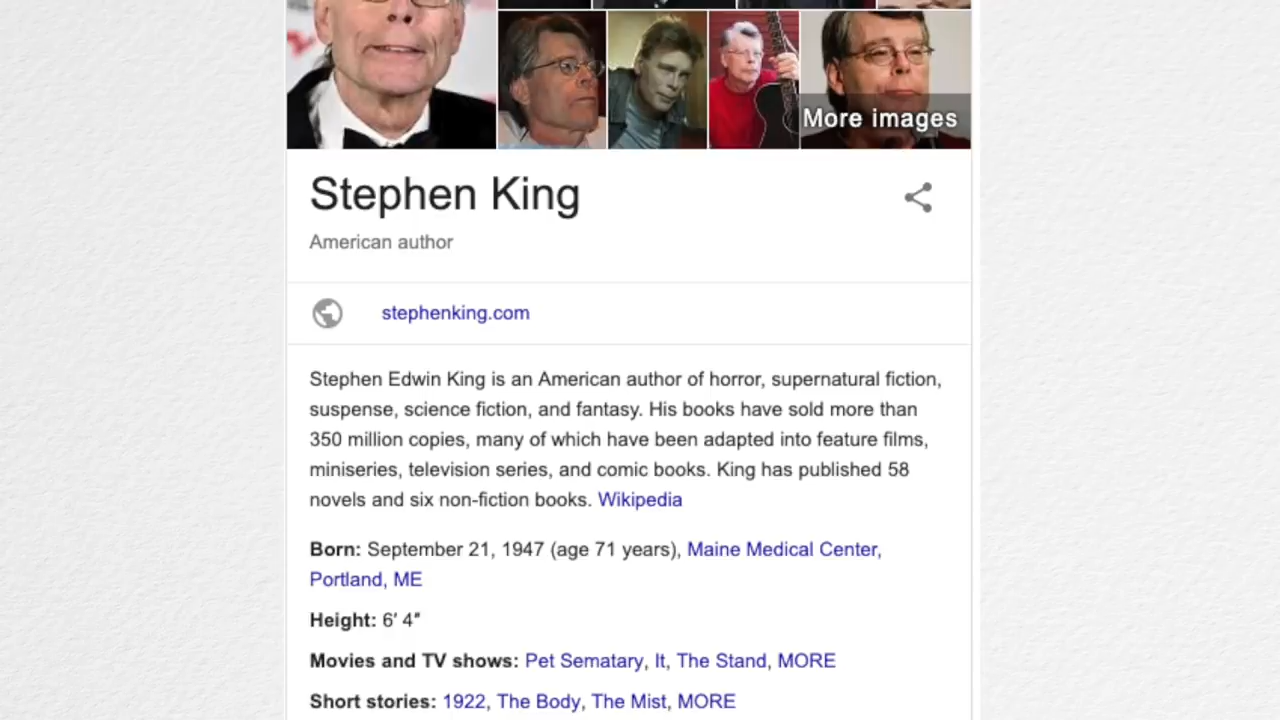 More images
Stephen King
American author
stephenking.com
Stephen Edwin King is an American author of horror, supernatural fiction,
suspense, science fiction, and fantasy. His books have sold more than
350 million copies, many of which have been adapted into feature films,
miniseries, television series, and comic books. King has published 58
novels and six non-fiction books. Wikipedia
Born: September 21, 1947 (age 71 years), Maine Medical Center,
Portland, ME
Height: 6′ 4″
Movies and TV shows: Pet Sematary, It, The Stand, MORE
Short stories: 1922, The Body, The Mist, MORE